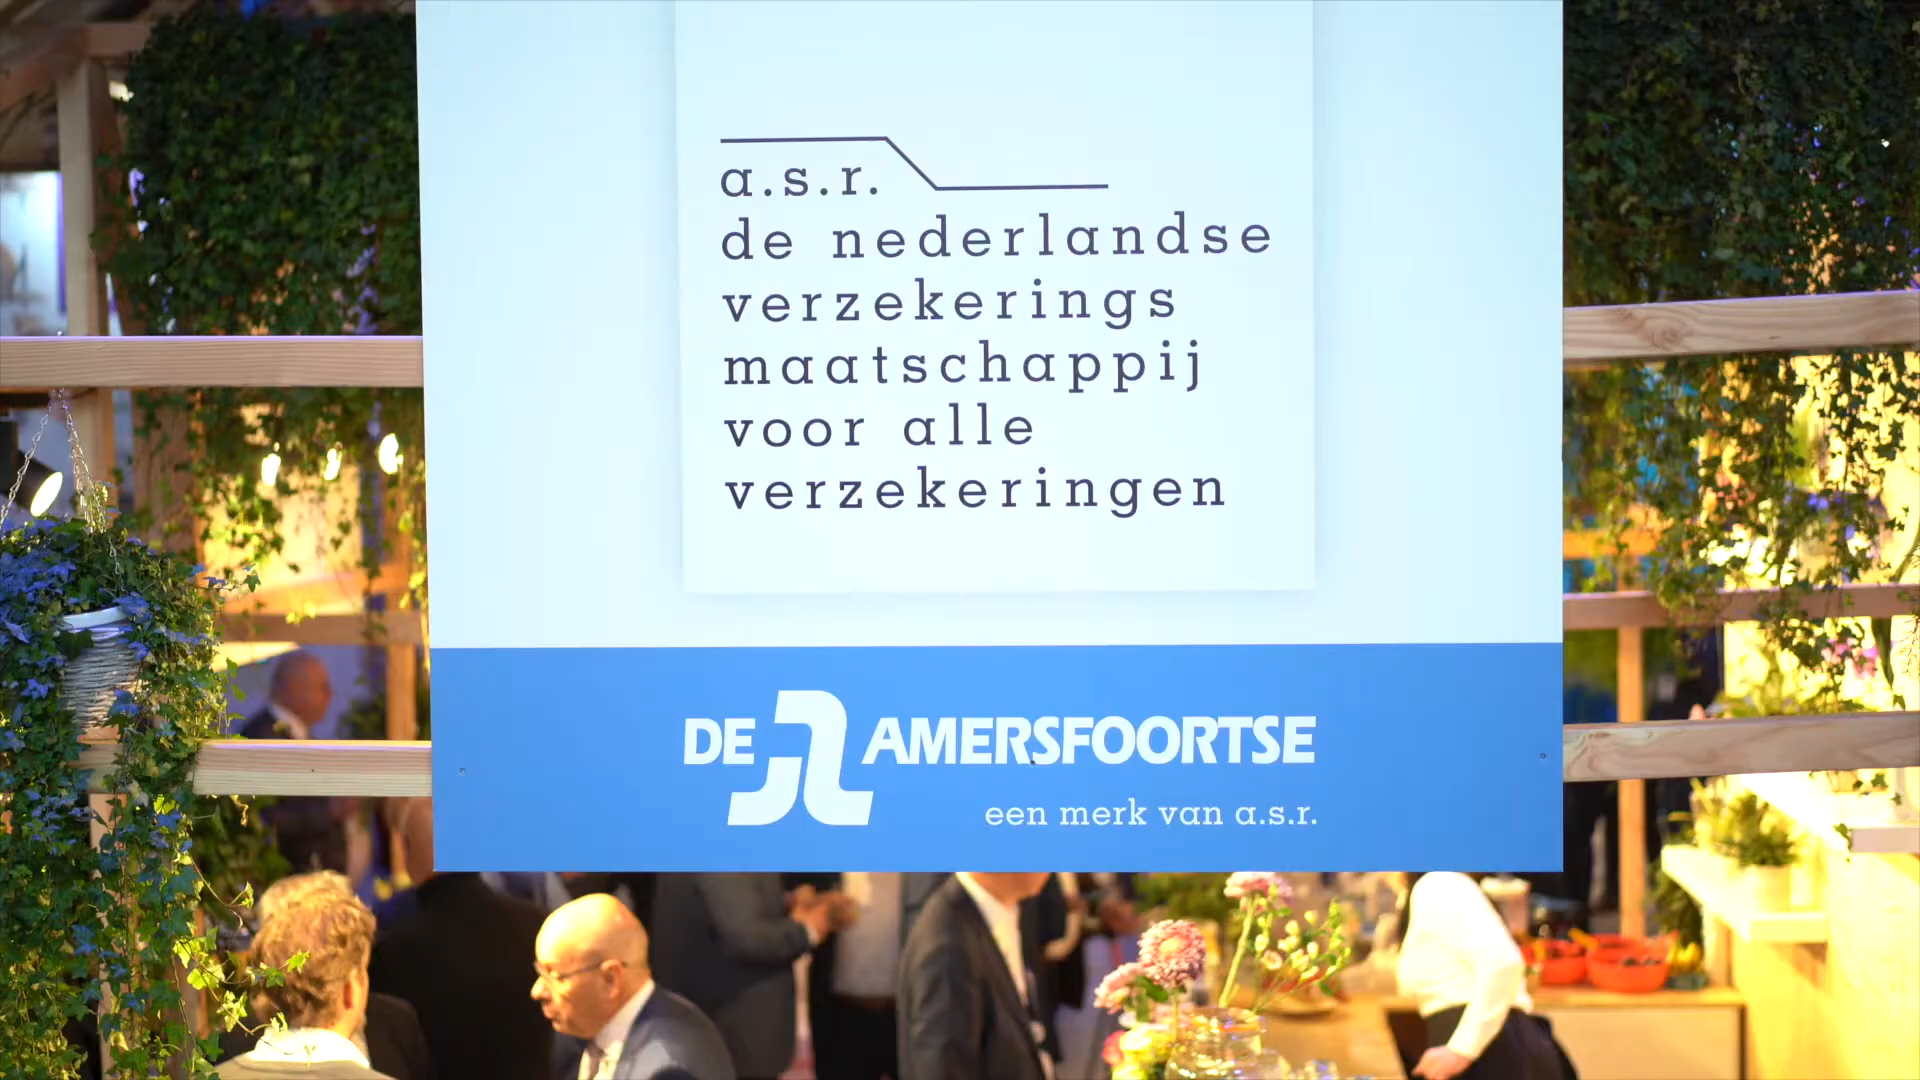 a.s.r.
de nederlandse
verzekerings
maatschappij
voor alle
verzekeringen
DE AMERSFOORTSE
een merk van a.s.r.